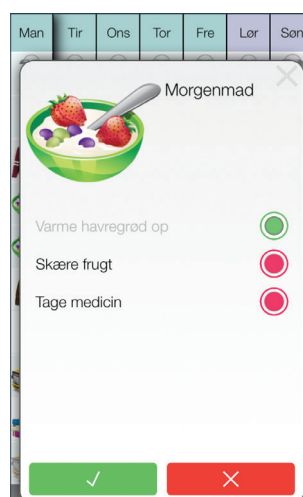 Man Tir Ons Tor Fre Lør Søn
Morgenmad
Varme havregrød op
Skære frugt
Tage medicin